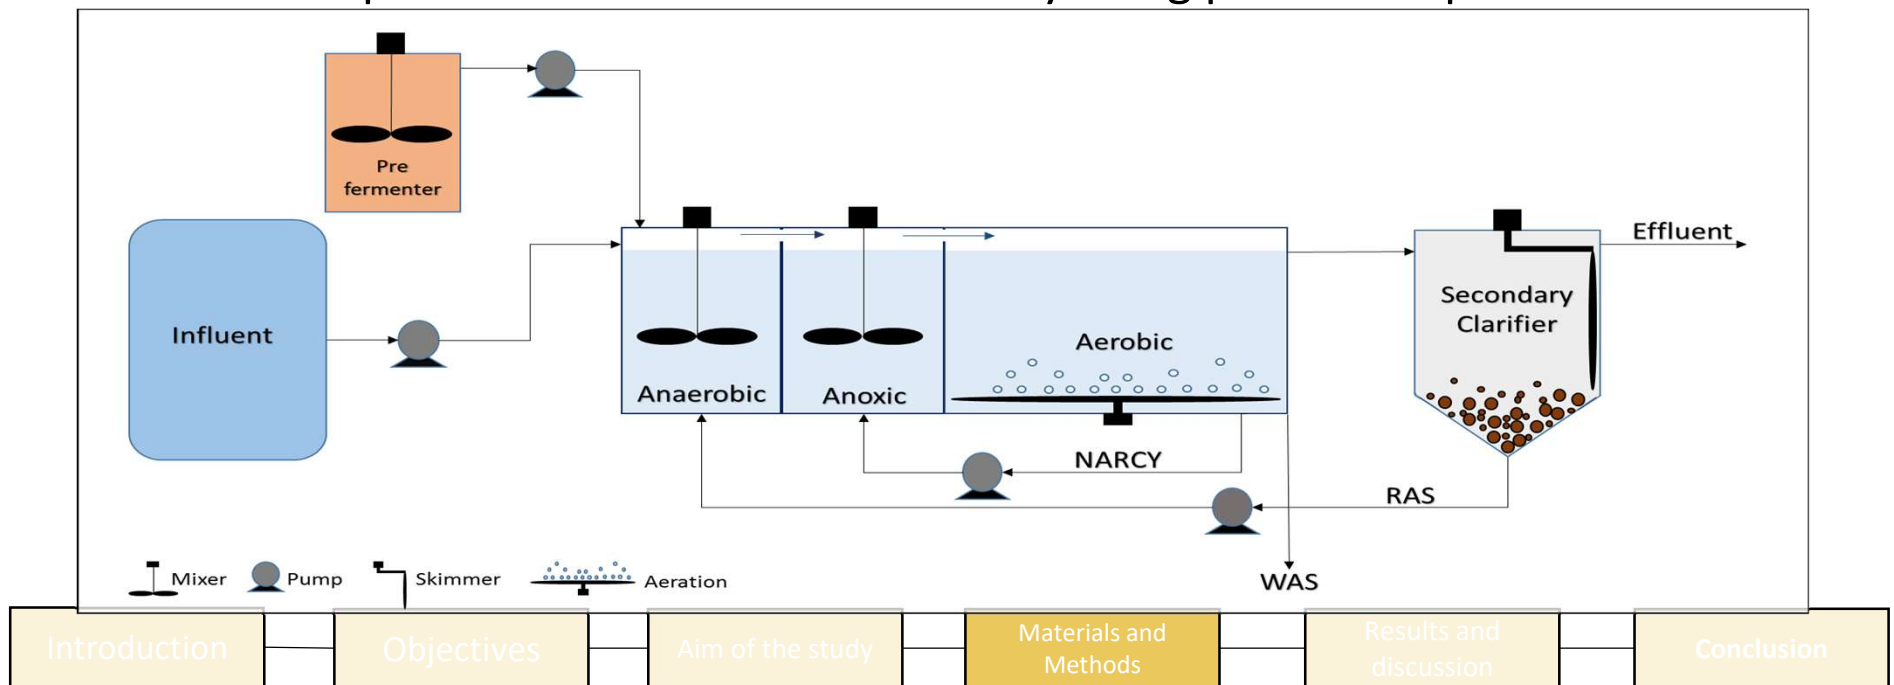 Pre
fermenter
Influent
Effluent
Secondary
Clarifier
Aerobic
Anaerobic
Anoxic
NARCY
RAS
WAS
Mixer
Pump
Skimmer
Aeration
Introduction
Objectives
Aim of the study
Materials and
Methods
Results and
discussion
Conclusion